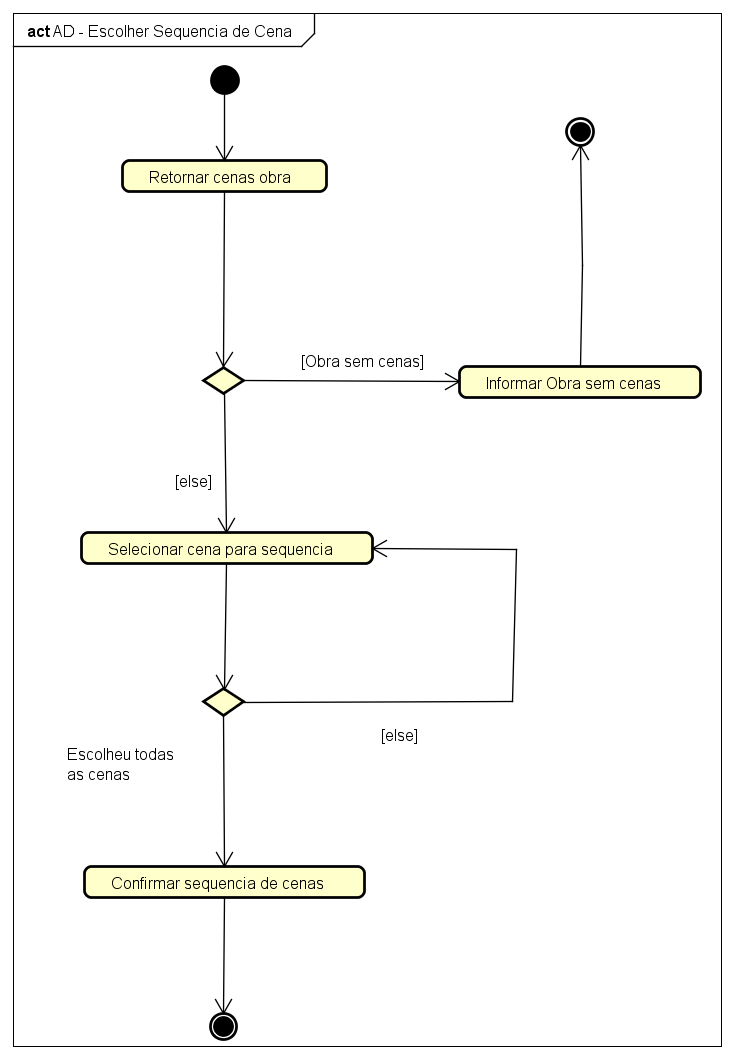 act AD - Escolher Sequencia de Cena
Retornar cenas obra
[Obra sem cenas]
Informar Obra sem cenas
[else]
Selecionar cena para sequencia
[else]
Escolheu todas
as cenas
Confirmar sequencia de cenas